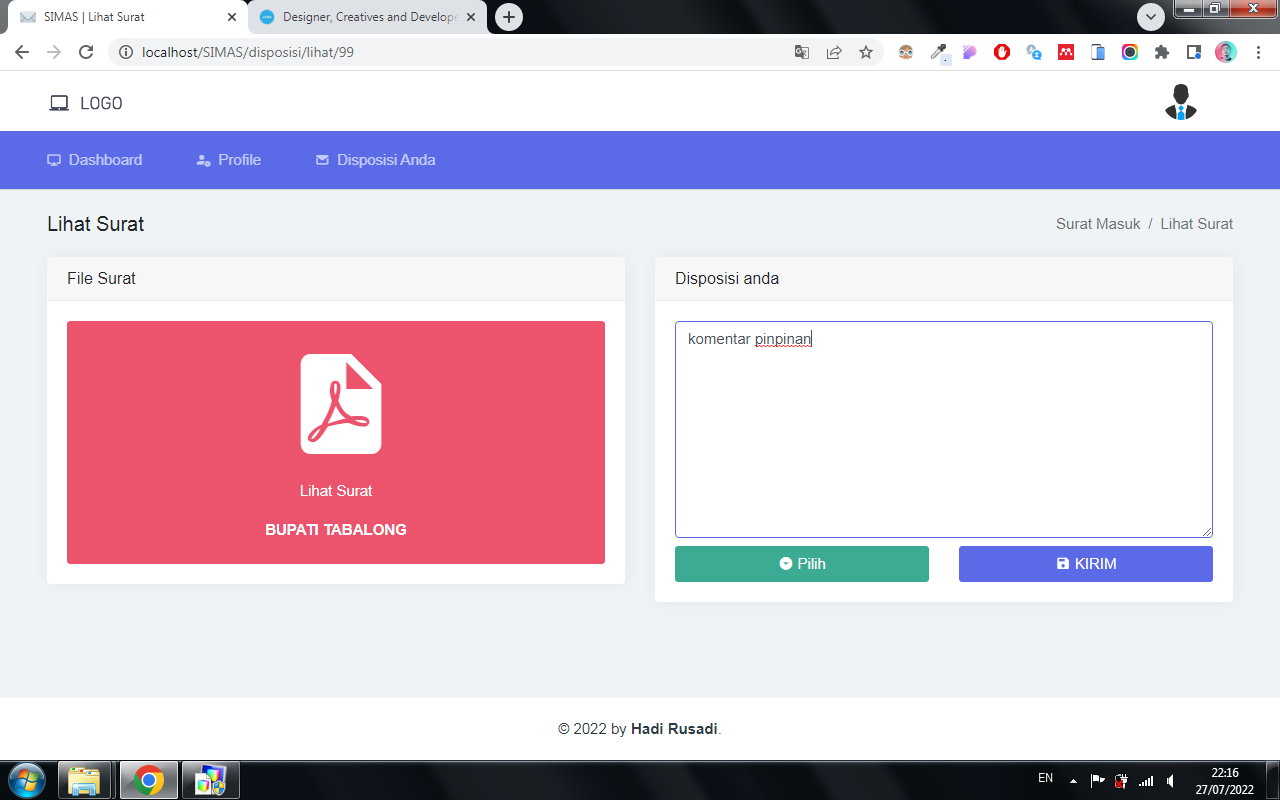 SIMAS | Lihat Surat
Designer, Creatives and Develope
localhost/SIMAS/disposisi/lihat/99
LOGO
Dashboard
Profile
Disposisi Anda
Lihat Surat
Surat Masuk / Lihat Surat
File Surat
Lihat Surat
BUPATI TABALONG
Disposisi anda
komentar pinpinan
Pilih
KIRIM
© 2022 by Hadi Rusadi.
EN
22:16
27/07/2022